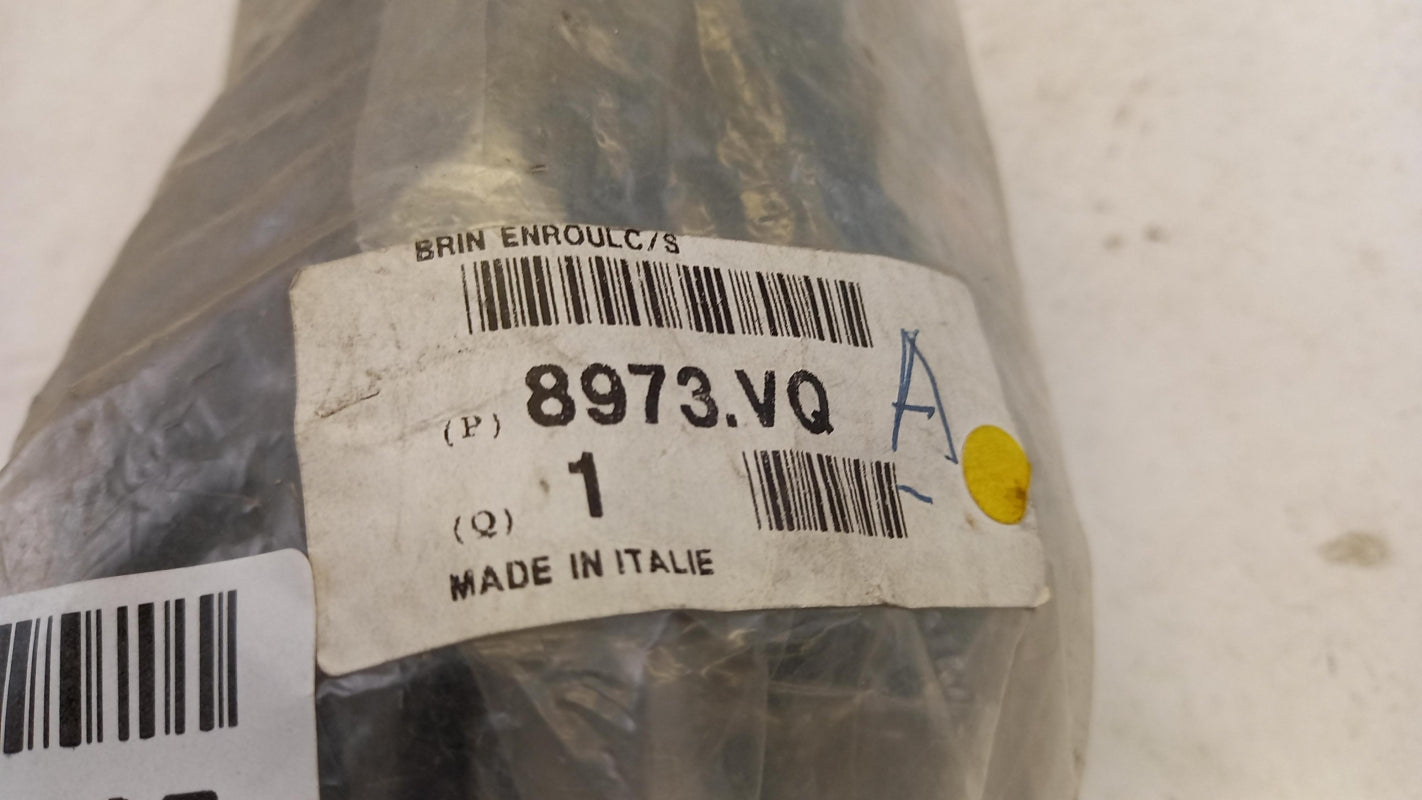 BRIN ENROULC/S
(P) 8973.VQ
A
(Q) 1
MADE IN ITALIE